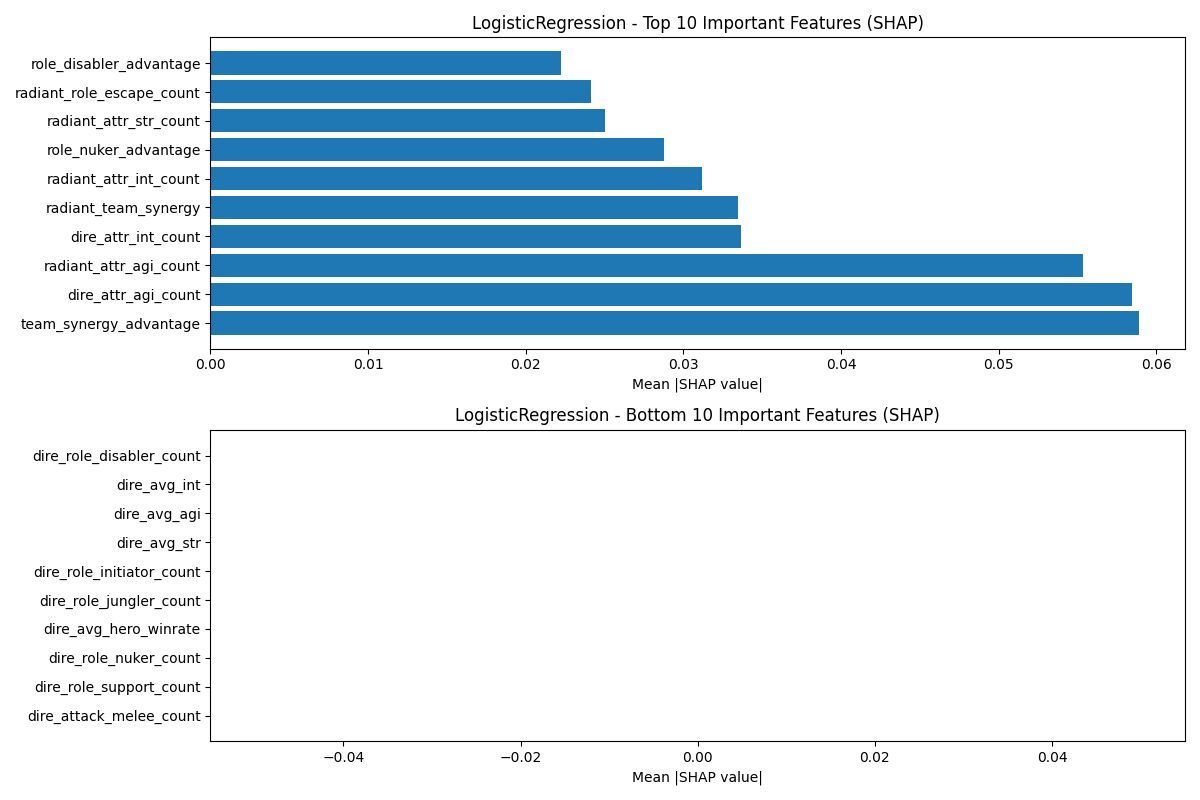 LogisticRegression - Top 10 Important Features (SHAP)
role_disabler_advantage
radiant_role_escape_count
radiant_attr_str_count
role_nuker_advantage
radiant_attr_int_count
radiant_team_synergy
dire_attr_int_count
radiant_attr_agi_count
dire_attr_agi_count
team_synergy_advantage
0.00 0.01 0.02 0.03 0.04 0.05 0.06
Mean |SHAP value|
LogisticRegression - Bottom 10 Important Features (SHAP)
dire_role_disabler_count
dire_avg_int
dire_avg_agi
dire_avg_str
dire_role_initiator_count
dire_role_jungler_count
dire_avg_hero_winrate
dire_role_nuker_count
dire_role_support_count
dire_attack_melee_count
−0.04 −0.02 0.00 0.02 0.04
Mean |SHAP value|